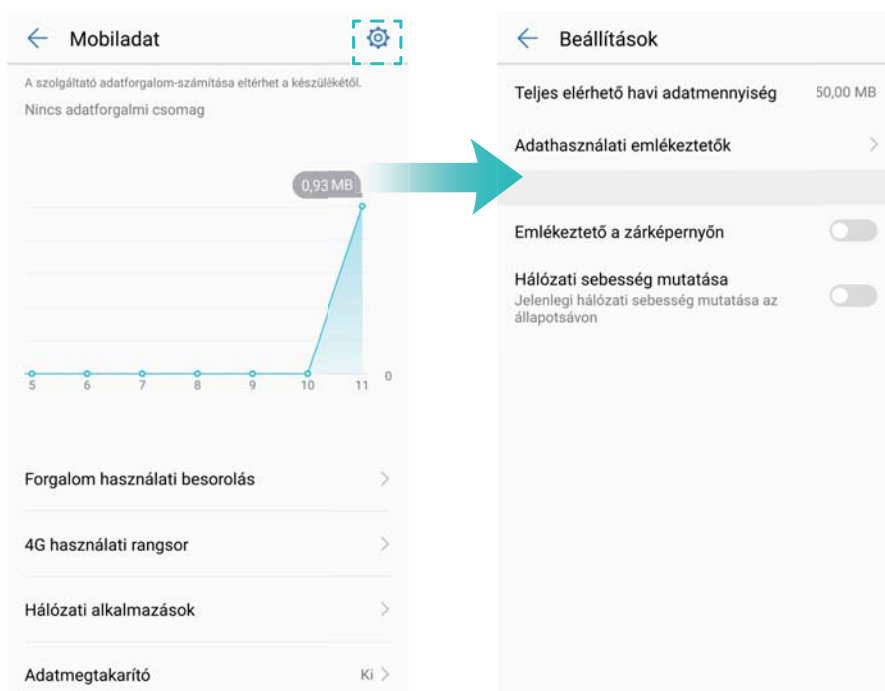 Mobiladat
A szolgáltató adatforgalom-számítása eltérhet a készülékétől.
Nincs adatforgalmi csomag
0,93 MB
0
5 6 7 8 9 10 11
Forgalom használati besorolás
4G használati rangsor
Hálózati alkalmazások
Adatmegtakarító Ki
Beállítások
Teljes elérhető havi adatmennyiség 50,00 MB
Adathasználati emlékeztetők
Emlékeztető a zárképernyőn
Hálózati sebesség mutatása
Jelenlegi hálózati sebesség mutatása az
állapotsávon